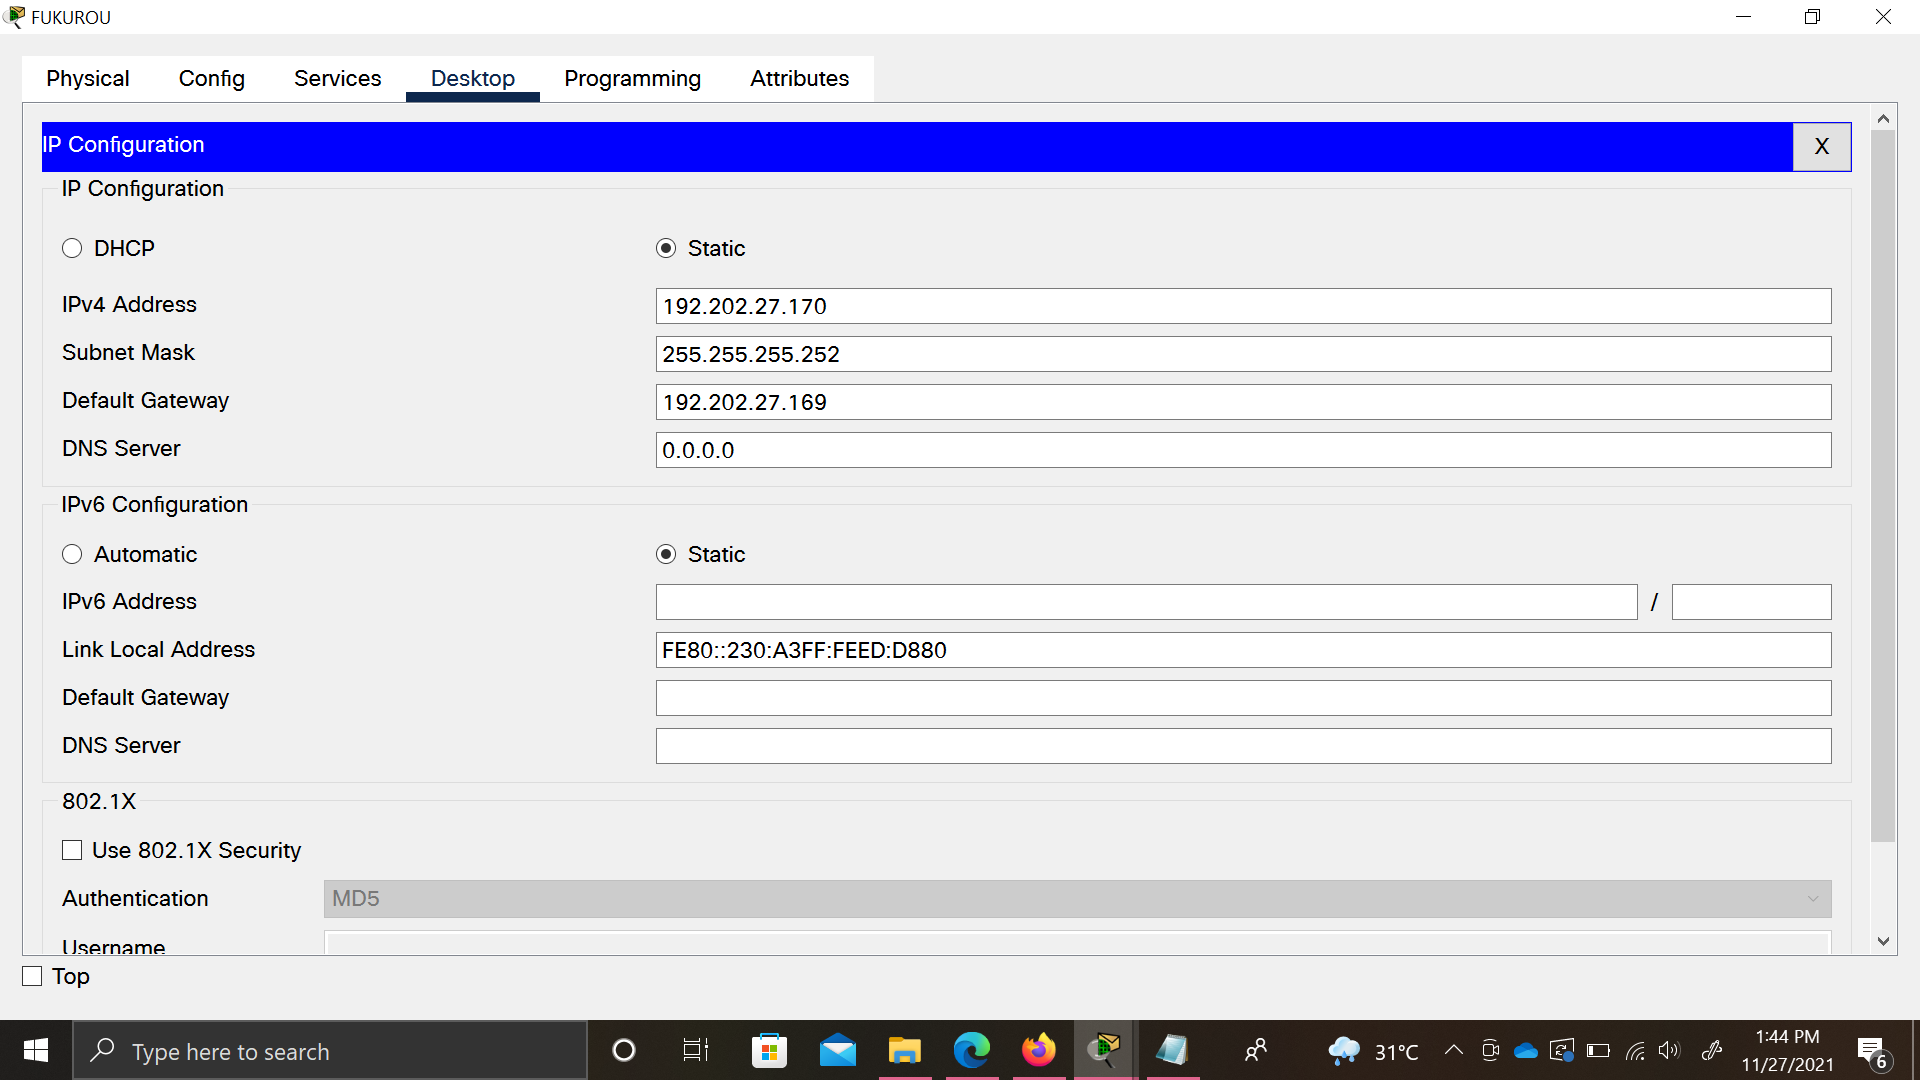 FUKUROU
Physical Config Services Desktop Programming Attributes
IP Configuration X
IP Configuration
DHCP Static
IPv4 Address 192.202.27.170
Subnet Mask 255.255.255.252
Default Gateway 192.202.27.169
DNS Server 0.0.0.0
IPv6 Configuration
Automatic Static
IPv6 Address /
Link Local Address FE80::230:A3FF:FEED:D880
Default Gateway
DNS Server
802.1X
Use 802.1X Security
Authentication MD5
Username
Top
Type here to search 31°C 1:44 PM
11/27/2021 6